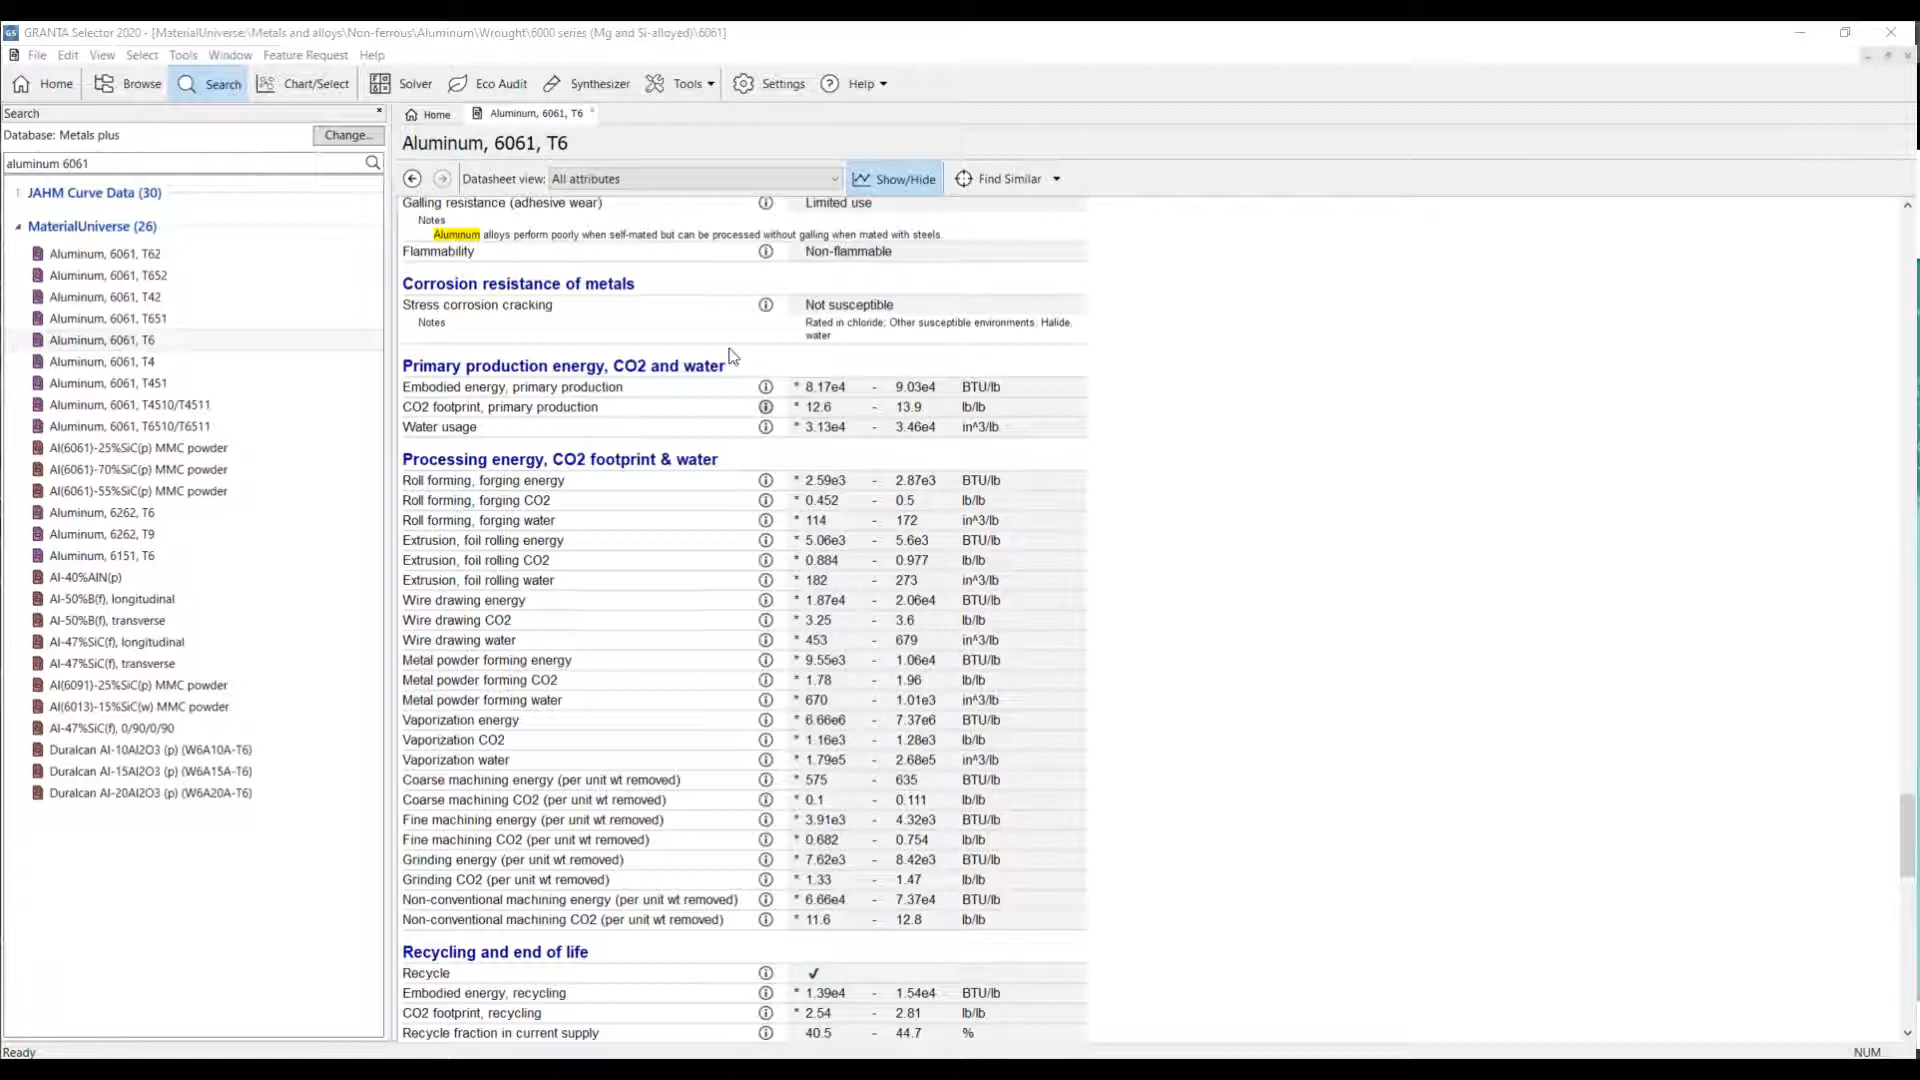 GS GRANTA Selector 2020 - [MaterialUniverse:\Metals and alloys\Non-ferrous\Aluminum\Wrought\6000 series (Mg and Si-alloyed)\6061]
File Edit View Select Tools Window Feature Request Help
Home Browse Search Chart/Select Solver Eco Audit Synthesizer Tools Settings Help
Search
Database: Metals plus Change...
aluminum 6061
JAHM Curve Data (30)
MaterialUniverse (26)
Aluminum, 6061, T62
Aluminum, 6061, T652
Aluminum, 6061, T42
Aluminum, 6061, T651
Aluminum, 6061, T6
Aluminum, 6061, T4
Aluminum, 6061, T451
Aluminum, 6061, T4510/T4511
Aluminum, 6061, T6510/T6511
Al(6061)-25%SiC(p) MMC powder
Al(6061)-70%SiC(p) MMC powder
Al(6061)-55%SiC(p) MMC powder
Aluminum, 6262, T6
Aluminum, 6262, T9
Aluminum, 6151, T6
Al-40%AlN(p)
Al-50%B(f), longitudinal
Al-50%B(f), transverse
Al-47%SiC(f), longitudinal
Al-47%SiC(f), transverse
Al(6091)-25%SiC(p) MMC powder
Al(6013)-15%SiC(w) MMC powder
Al-47%SiC(f), 0/90/0/90
Duralcan Al-10Al2O3 (p) (W6A10A-T6)
Duralcan Al-15Al2O3 (p) (W6A15A-T6)
Duralcan Al-20Al2O3 (p) (W6A20A-T6)
Home Aluminum, 6061, T6
Aluminum, 6061, T6
Datasheet view: All attributes Show/Hide Find Similar
Galling resistance (adhesive wear) Limited use
Notes
Aluminum alloys perform poorly when self-mated but can be processed without galling when mated with steels.
Flammability Non-flammable
Corrosion resistance of metals
Stress corrosion cracking Not susceptible
Notes Rated in chloride; Other susceptible environments: Halide,
water
Primary production energy, CO2 and water
Embodied energy, primary production * 8.17e4 - 9.03e4 BTU/lb
CO2 footprint, primary production * 12.6 - 13.9 lb/lb
Water usage * 3.13e4 - 3.46e4 in^3/lb
Processing energy, CO2 footprint & water
Roll forming, forging energy * 2.59e3 - 2.87e3 BTU/lb
Roll forming, forging CO2 * 0.452 - 0.5 lb/lb
Roll forming, forging water * 114 - 172 in^3/lb
Extrusion, foil rolling energy * 5.06e3 - 5.6e3 BTU/lb
Extrusion, foil rolling CO2 * 0.884 - 0.977 lb/lb
Extrusion, foil rolling water * 182 - 273 in^3/lb
Wire drawing energy * 1.87e4 - 2.06e4 BTU/lb
Wire drawing CO2 * 3.25 - 3.6 lb/lb
Wire drawing water * 453 - 679 in^3/lb
Metal powder forming energy * 9.55e3 - 1.06e4 BTU/lb
Metal powder forming CO2 * 1.78 - 1.96 lb/lb
Metal powder forming water * 670 - 1.01e3 in^3/lb
Vaporization energy * 6.66e6 - 7.37e6 BTU/lb
Vaporization CO2 * 1.16e3 - 1.28e3 lb/lb
Vaporization water * 1.79e5 - 2.68e5 in^3/lb
Coarse machining energy (per unit wt removed) * 575 - 635 BTU/lb
Coarse machining CO2 (per unit wt removed) * 0.1 - 0.111 lb/lb
Fine machining energy (per unit wt removed) * 3.91e3 - 4.32e3 BTU/lb
Fine machining CO2 (per unit wt removed) * 0.682 - 0.754 lb/lb
Grinding energy (per unit wt removed) * 7.62e3 - 8.42e3 BTU/lb
Grinding CO2 (per unit wt removed) * 1.33 - 1.47 lb/lb
Non-conventional machining energy (per unit wt removed) * 6.66e4 - 7.37e4 BTU/lb
Non-conventional machining CO2 (per unit wt removed) * 11.6 - 12.8 lb/lb
Recycling and end of life
Recycle ✓
Embodied energy, recycling * 1.39e4 - 1.54e4 BTU/lb
CO2 footprint, recycling * 2.54 - 2.81 lb/lb
Recycle fraction in current supply 40.5 - 44.7 %
Ready NUM